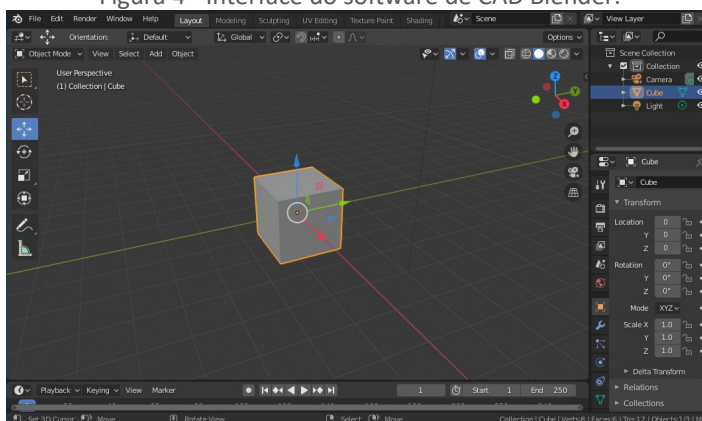 Figura 4 - Interface do software de CAD Blender.
File Edit Render Window Help Layout Modeling Sculpting UV Editing Texture Paint Shading Scene View Layer
Orientation: Default Global Options
Object Mode View Select Add Object
User Perspective
(1) Collection | Cube
Z
Y
X
Scene Collection
Collection
Camera
Cube
Light
Cube
Cube
Transform
Location 0
Y 0
Z 0
Rotation 0°
Y 0°
Z 0°
Mode XYZ
Scale X 1.0
Y 1.0
Z 1.0
Delta Transform
Relations
Collections
Playback Keying View Marker 1 Start 1 End 250
Set 3D Cursor Move Rotate View Select Move Collection | Cube | Verts:8 | Faces:6 | Tris:12 | Objects:1/3 | M